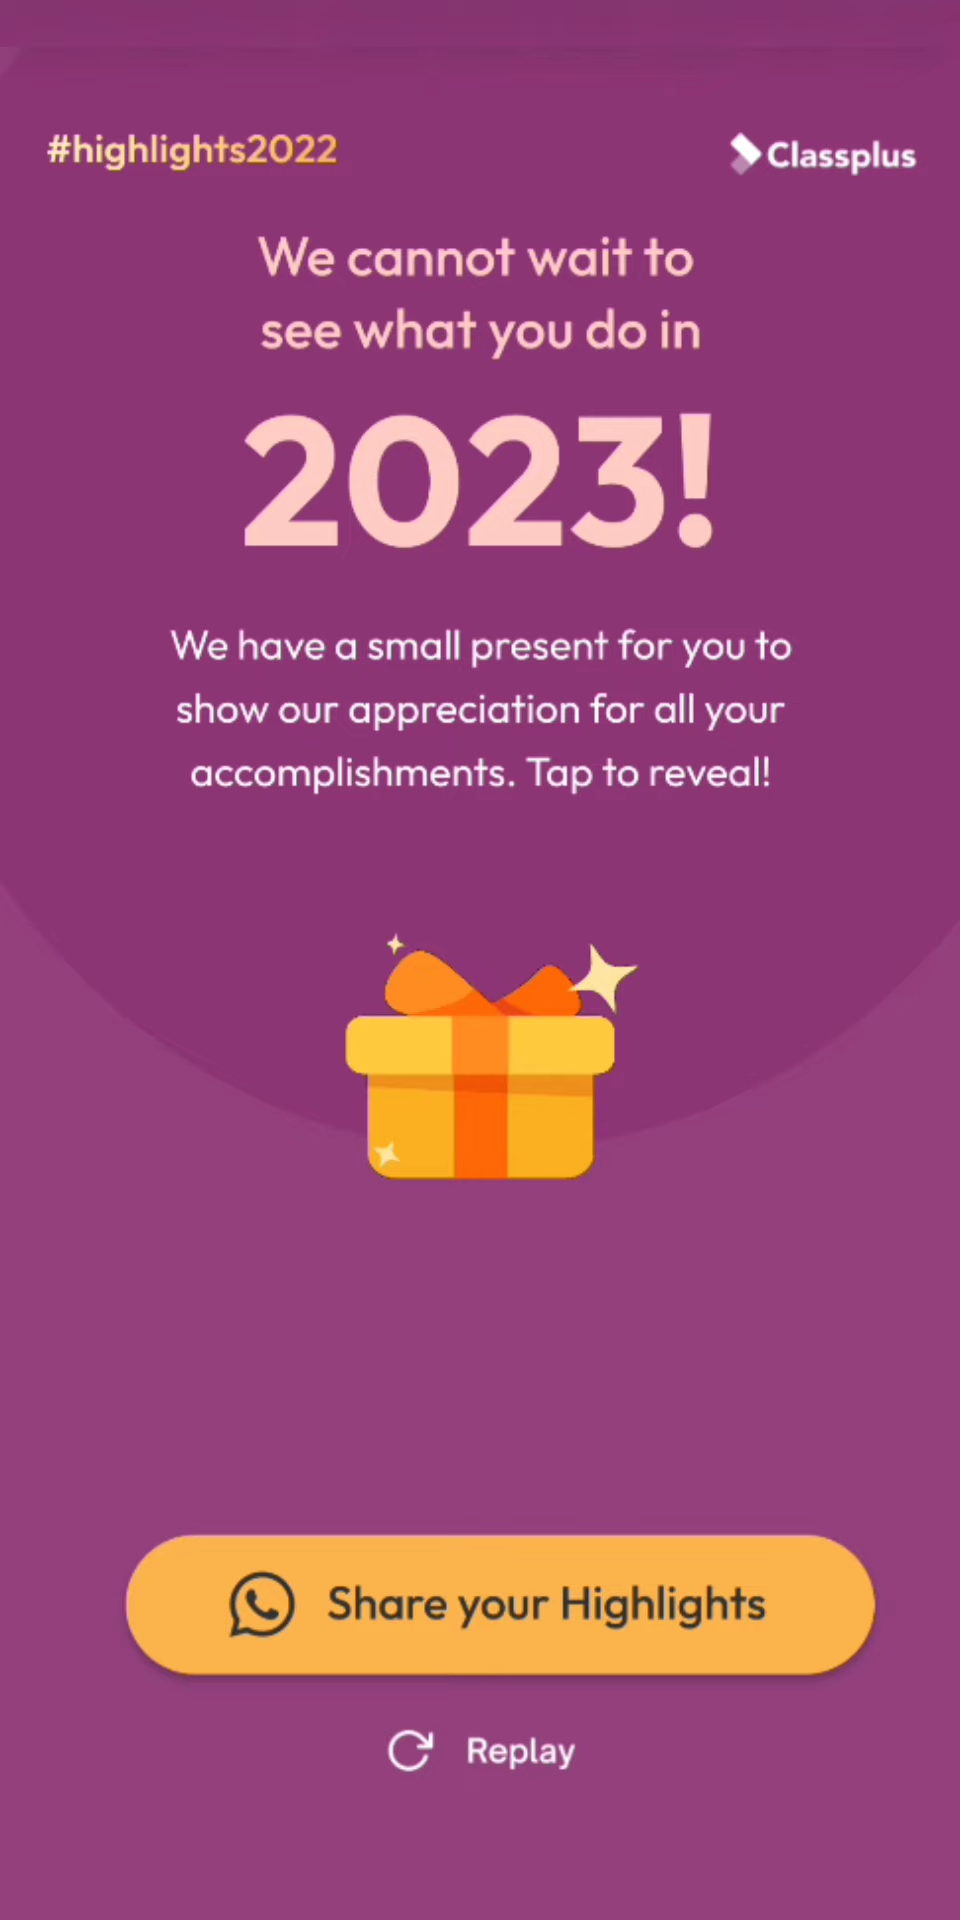 #highlights2022
Classplus
We cannot wait to
see what you do in
2023!
We have a small present for you to
show our appreciation for all your
accomplishments. Tap to reveal!
Share your Highlights
Replay